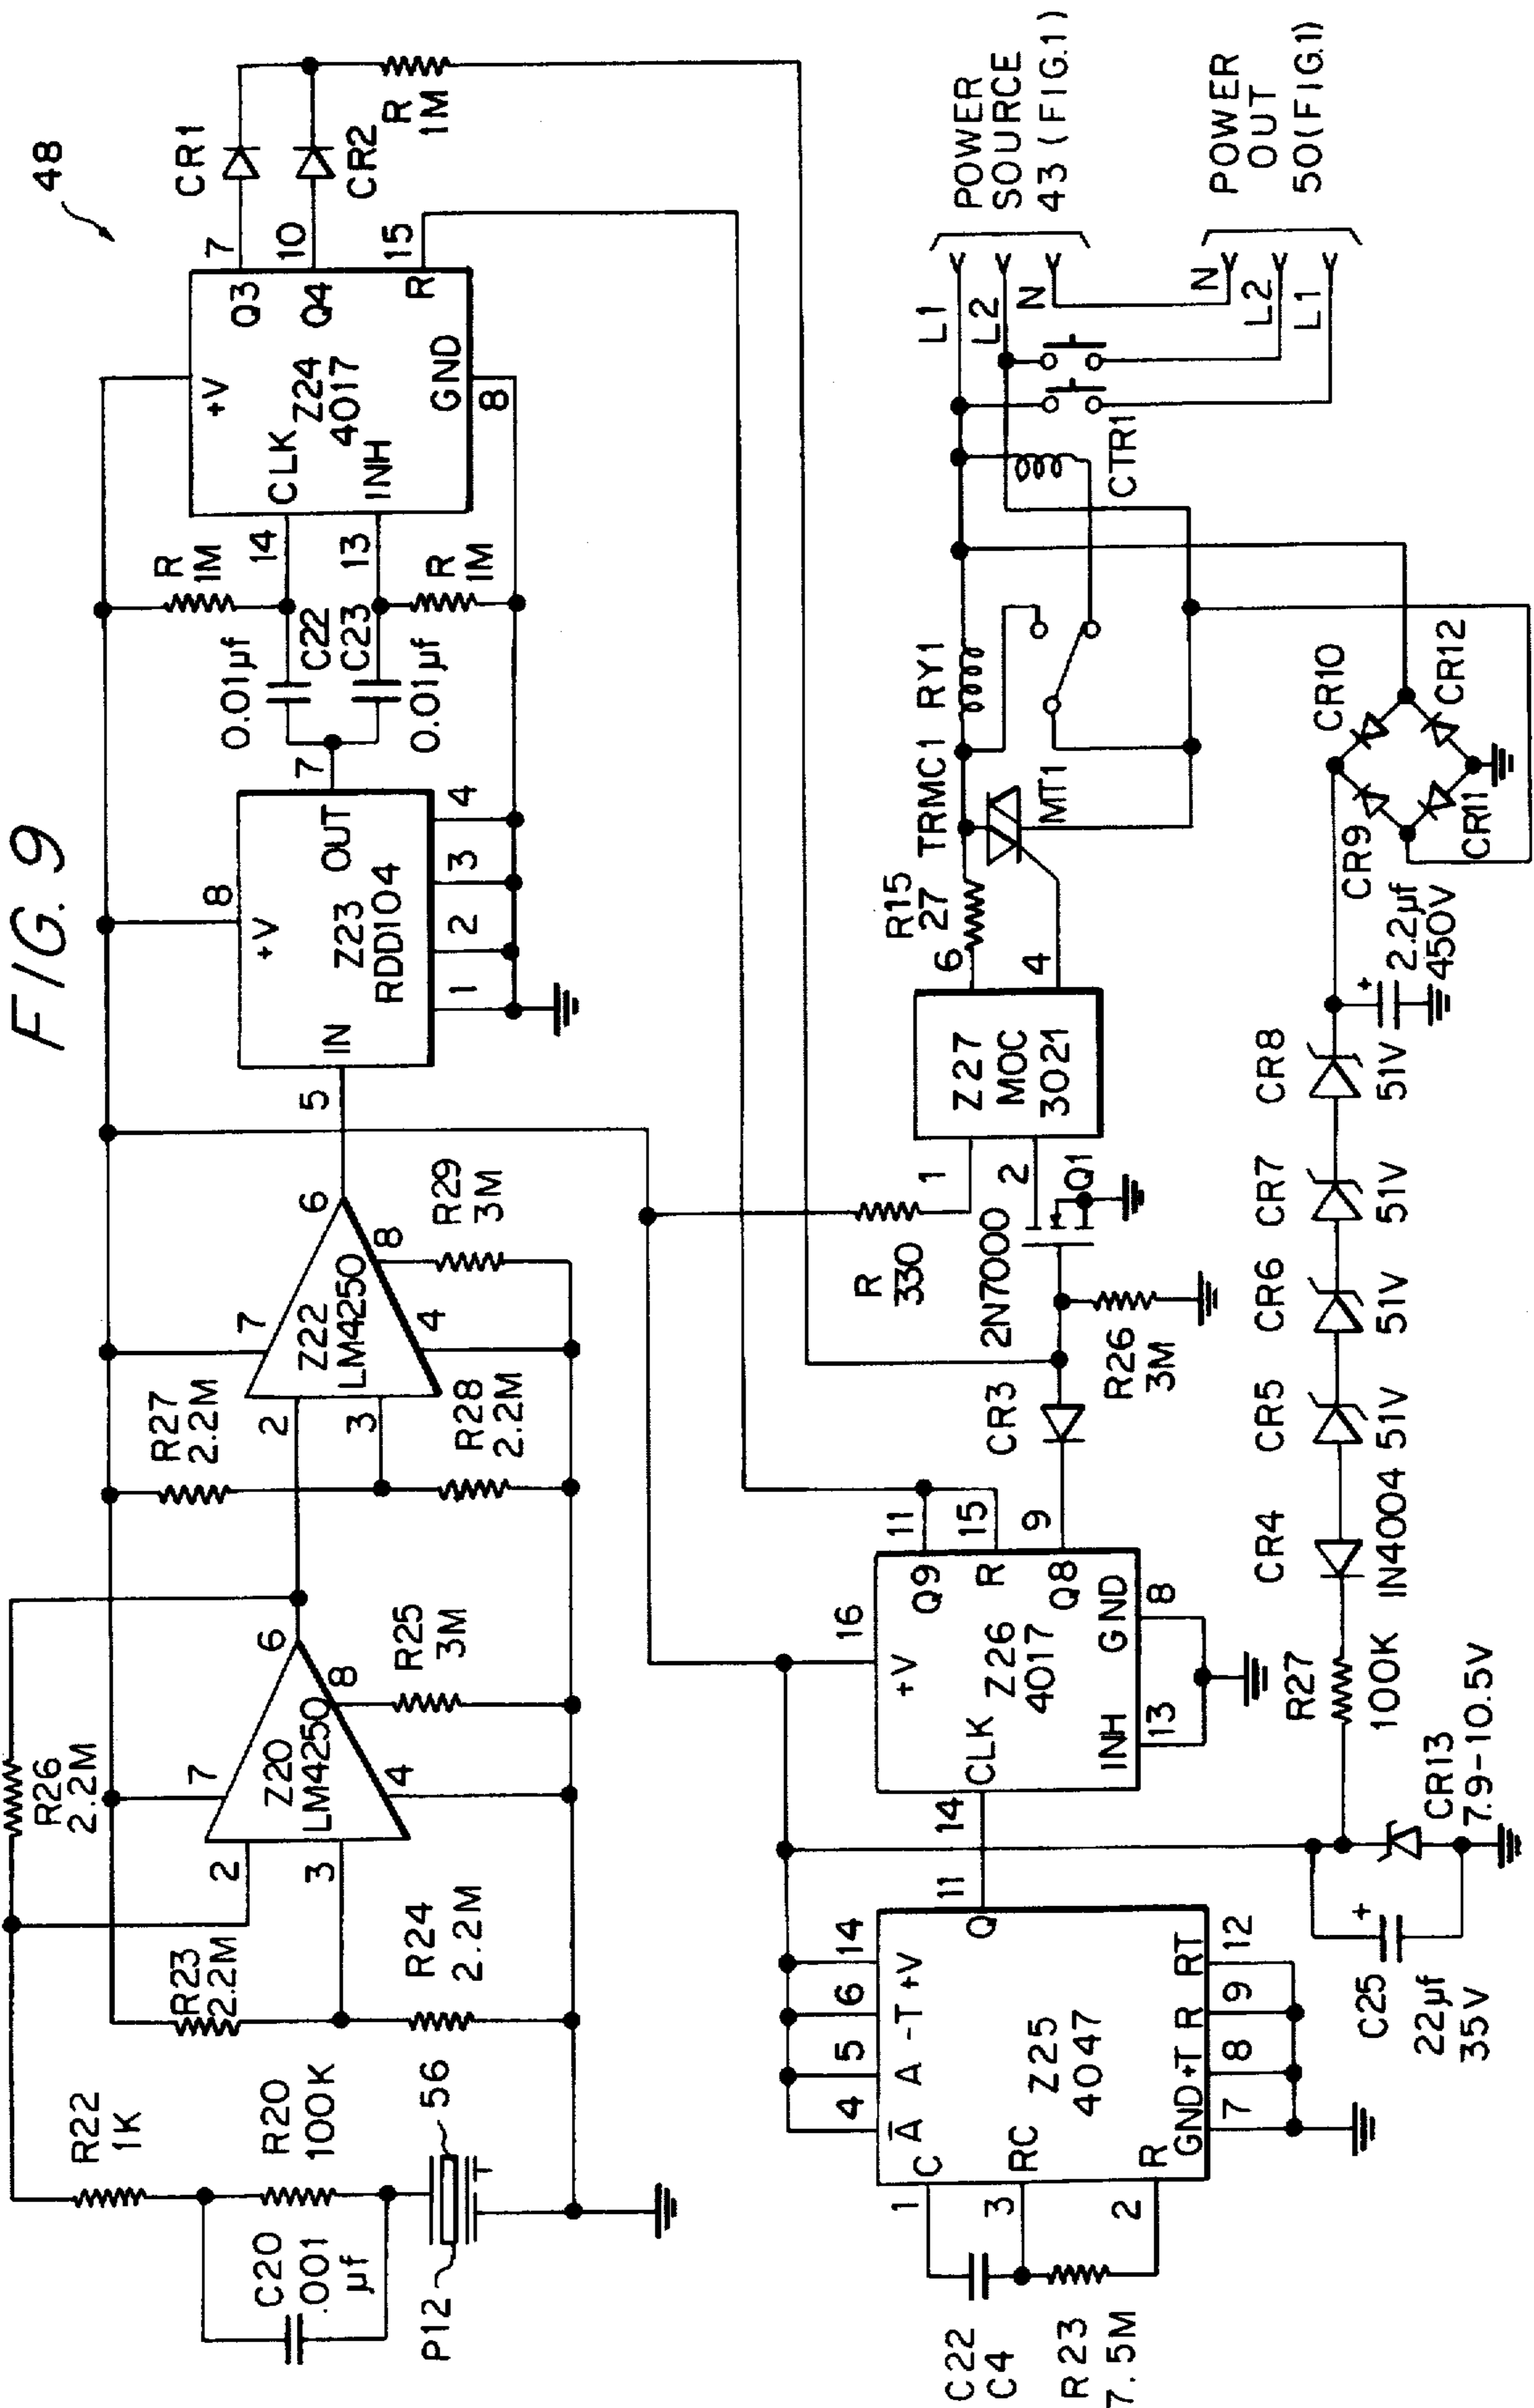 FIG. 9
48
R22
1K
R20
100K
C20
.001
µf
P12
56
R26
2.2M
R23
2.2M
R24
2.2M
2
3
7
Z20
LM4250
4
6
8
R25
3M
R27
2.2M
R28
2.2M
2
3
7
Z22
LM4250
4
6
8
R29
3M
5
IN
8
+V
Z23
RDD104
OUT
1
2
3
4
7
0.01µf
C22
C23
0.01µf
R
1M
R
1M
14
13
+V
CLK
Z24
4017
INH
GND
8
Q3
Q4
R
7
10
15
CR1
CR2
R
1M
C22
C4
R23
7.5M
1
3
2
C
RC
R
4
5
6
14
Ā
A
-T
+V
Z25
4047
Q
11
GND
+T
R
RT
7
8
9
12
14
CLK
16
+V
Z26
4017
INH
GND
13
8
Q9
R
Q8
11
15
9
CR3
R26
3M
2N7000
Q1
R
330
1
2
Z27
MOC
3021
6
4
R15
27
TRMC1
MT1
RY1
CTR1
L1
L2
N
POWER
SOURCE
43 (FIG.1)
N
L2
L1
POWER
OUT
50(FIG.1)
C25
+
22µf
35V
CR13
7.9-10.5V
R27
100K
CR4
IN4004
CR5
51V
CR6
51V
CR7
51V
CR8
51V
+
2.2µf
450V
CR9
CR10
CR11
CR12